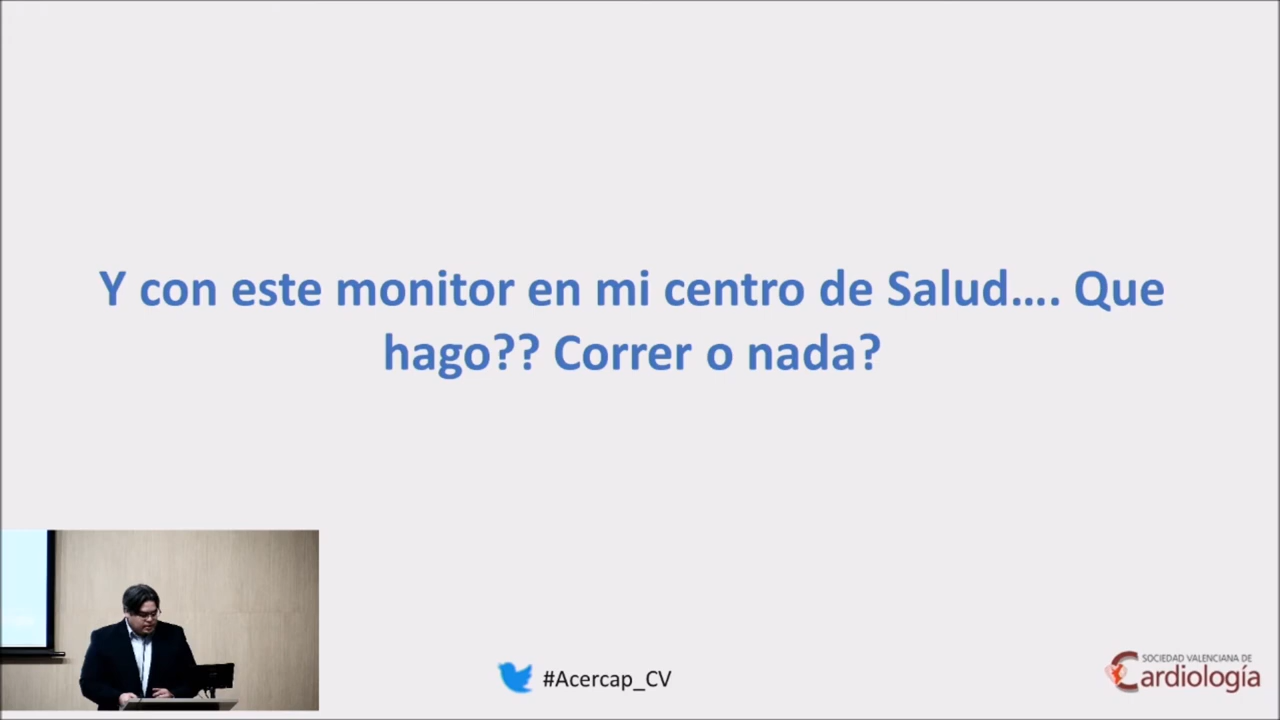 Y con este monitor en mi centro de Salud…. Que
hago?? Correr o nada?
#Acercap_CV
SOCIEDAD VALENCIANA DE
Cardiología